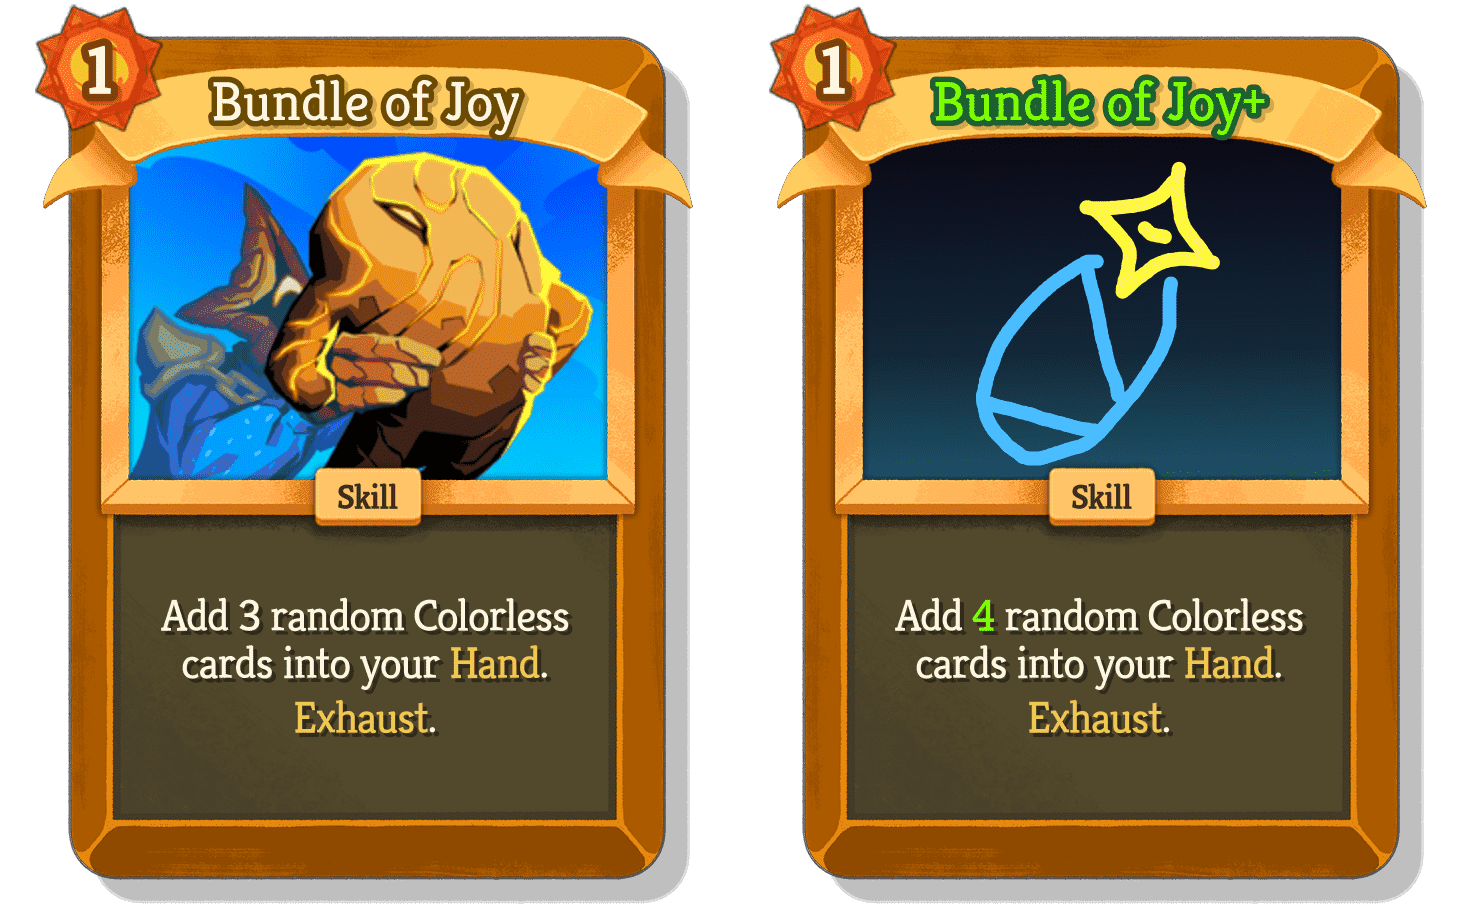 1
Bundle of Joy
Skill
Add 3 random Colorless
cards into your Hand.
Exhaust.
1
Bundle of Joy+
Skill
Add 4 random Colorless
cards into your Hand.
Exhaust.